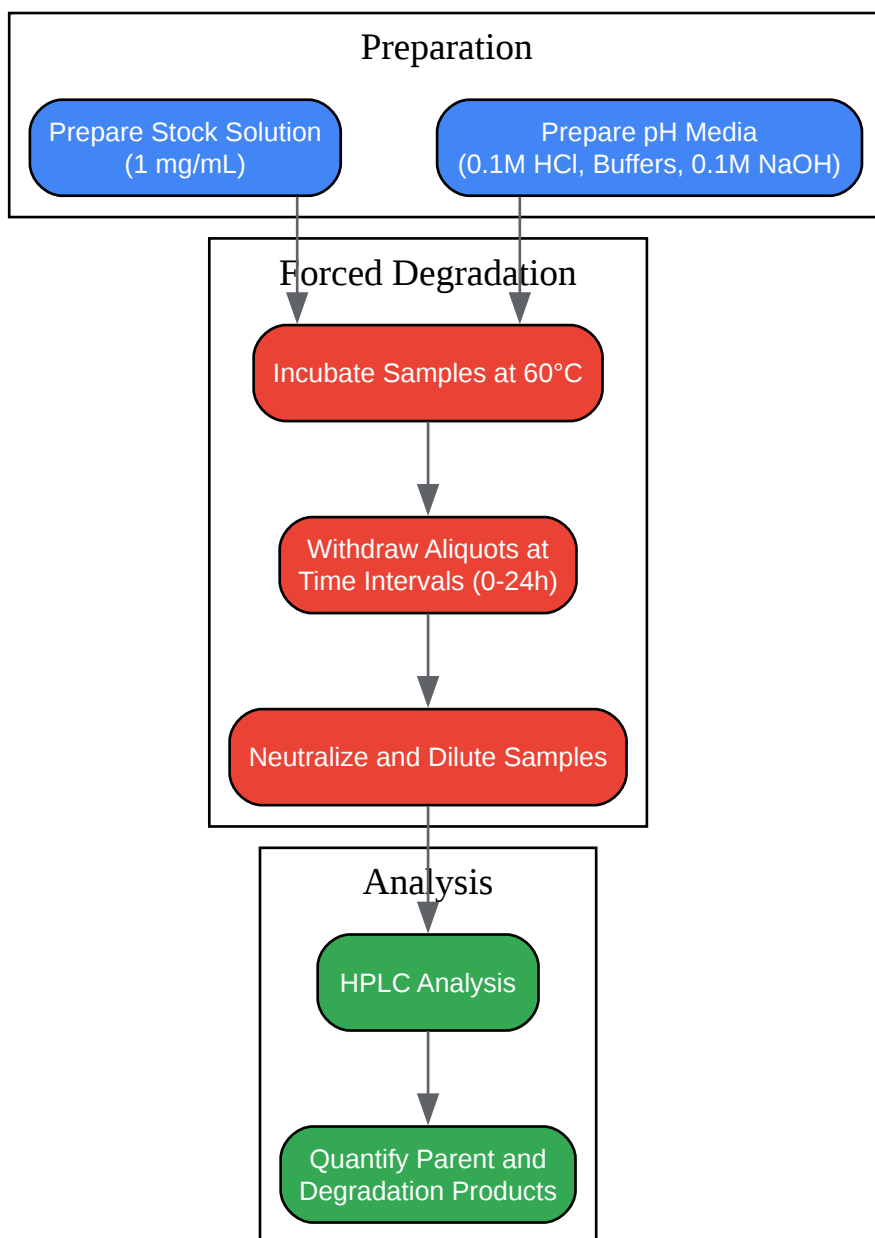 Preparation
Prepare Stock Solution
(1 mg/mL)
Prepare pH Media
(0.1M HCl, Buffers, 0.1M NaOH)
Forced Degradation
Incubate Samples at 60°C
Withdraw Aliquots at
Time Intervals (0-24h)
Neutralize and Dilute Samples
Analysis
HPLC Analysis
Quantify Parent and
Degradation Products